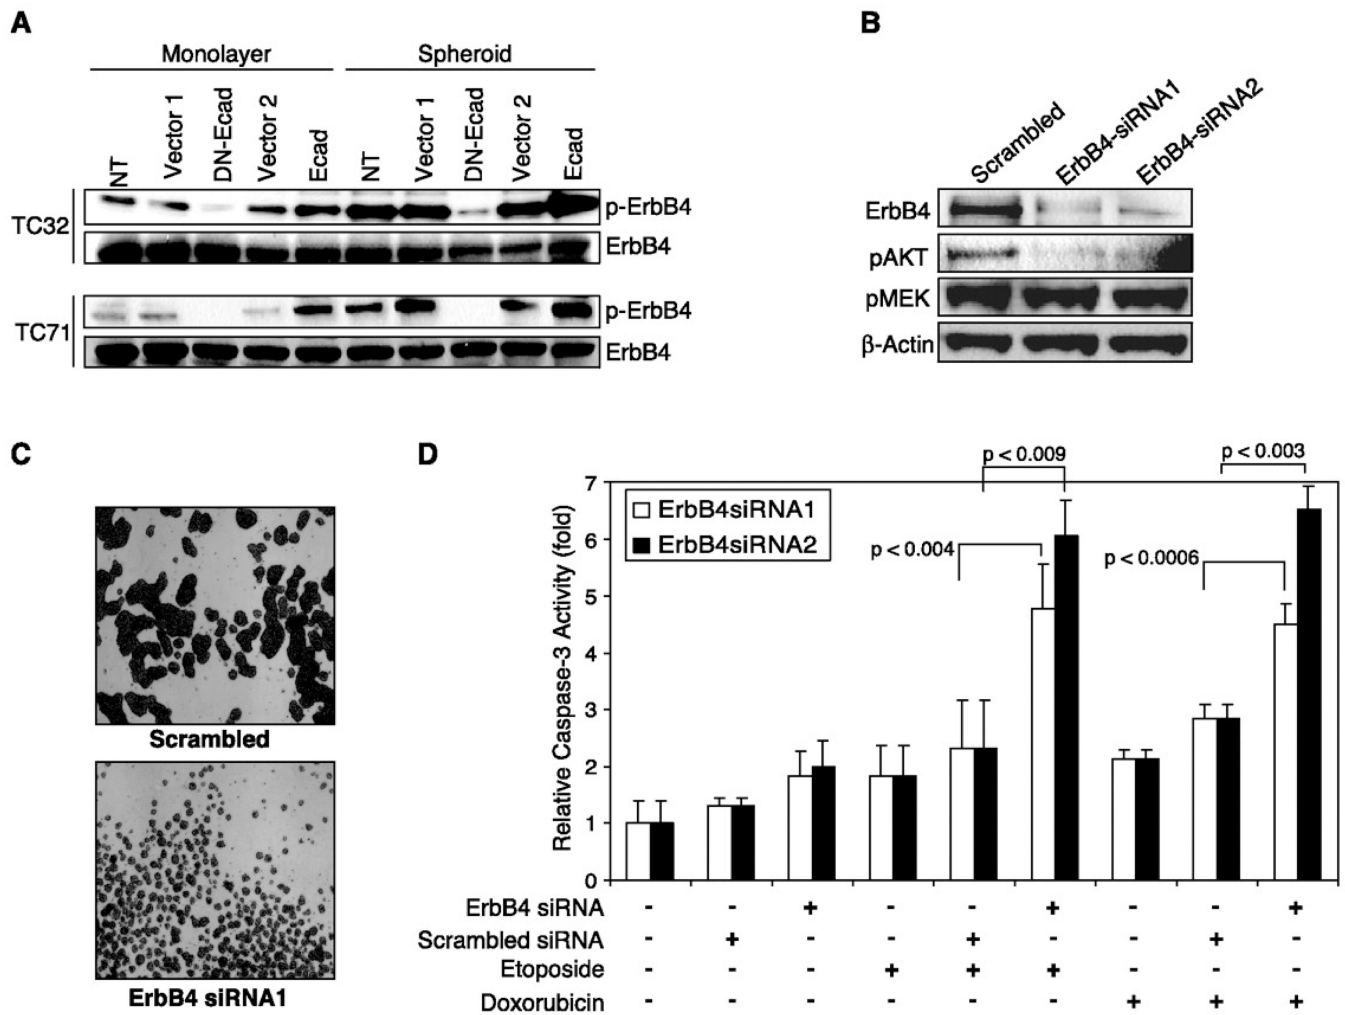 A
Monolayer Spheroid
NT Vector 1 DN-Ecad Vector 2 Ecad NT Vector 1 DN-Ecad Vector 2 Ecad
TC32
p-ErbB4
ErbB4
TC71
p-ErbB4
ErbB4
B
Scrambled ErbB4-siRNA1 ErbB4-siRNA2
ErbB4
pAKT
pMEK
β-Actin
C
Scrambled
ErbB4 siRNA1
D
p < 0.009
p < 0.003
p < 0.004
p < 0.0006
ErbB4siRNA1
ErbB4siRNA2
Relative Caspase-3 Activity (fold)
7
6
5
4
3
2
1
0
ErbB4 siRNA - - + - - + - - +
Scrambled siRNA - + - - + - - + -
Etoposide - - - + + + - - -
Doxorubicin - - - - - - + + +